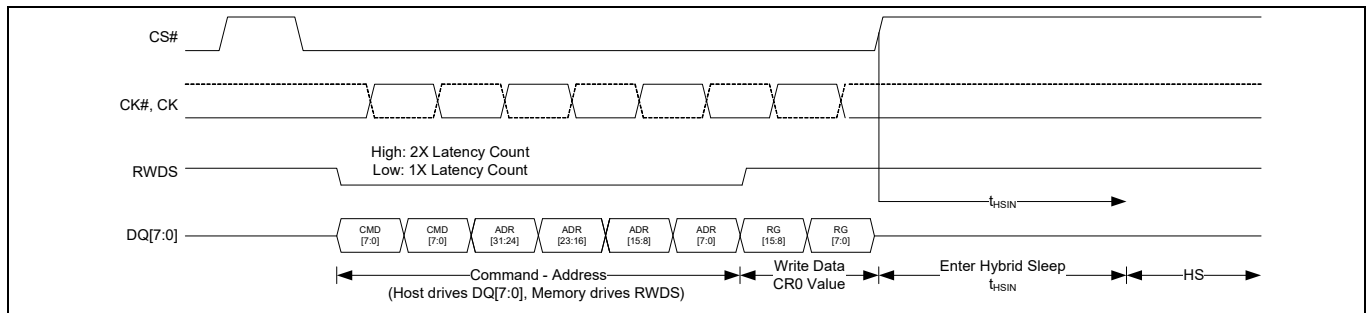 CS#
CK#, CK
High: 2X Latency Count
Low: 1X Latency Count
RWDS
tHSIN
DQ[7:0]
CMD
[7:0]
CMD
[7:0]
ADR
[31:24]
ADR
[23:16]
ADR
[15:8]
ADR
[7:0]
RG
[15:8]
RG
[7:0]
Command - Address
(Host drives DQ[7:0], Memory drives RWDS)
Write Data
CR0 Value
Enter Hybrid Sleep
tHSIN
HS